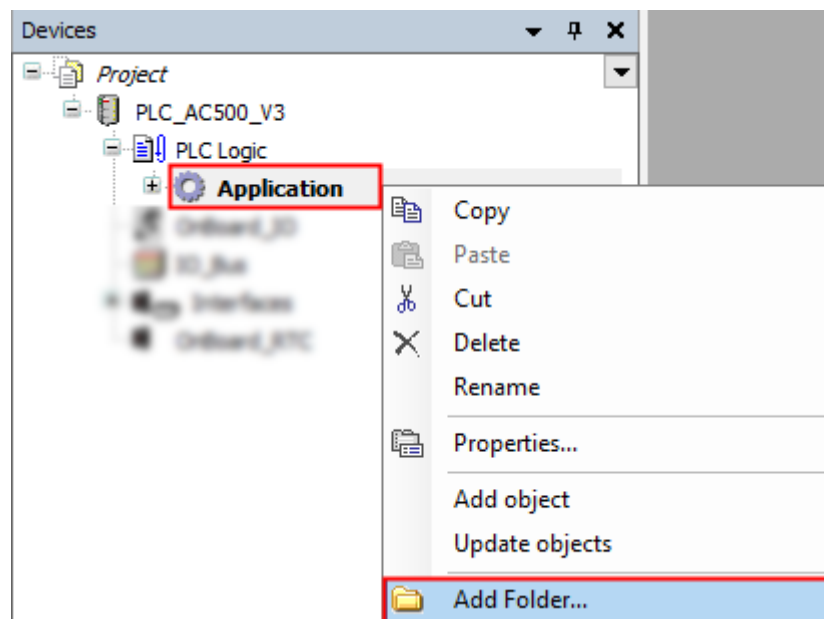 Devices
Project
PLC_AC500_V3
PLC Logic
Application
Copy
Paste
Cut
Delete
Rename
Properties...
Add object
Update objects
Add Folder...